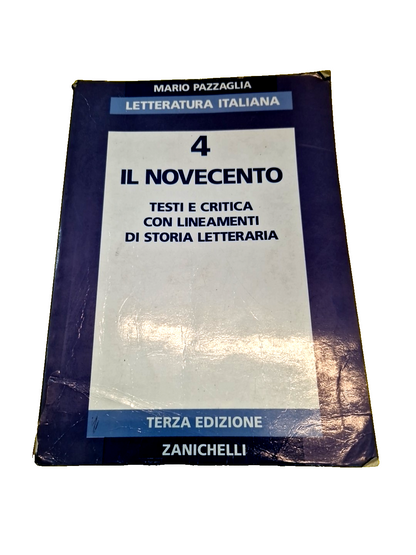 MARIO PAZZAGLIA
LETTERATURA ITALIANA
4
IL NOVECENTO
TESTI E CRITICA
CON LINEAMENTI
DI STORIA LETTERARIA
TERZA EDIZIONE
ZANICHELLI